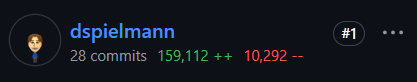 dspielmann
#1
28 commits 159,112 ++ 10,292 --